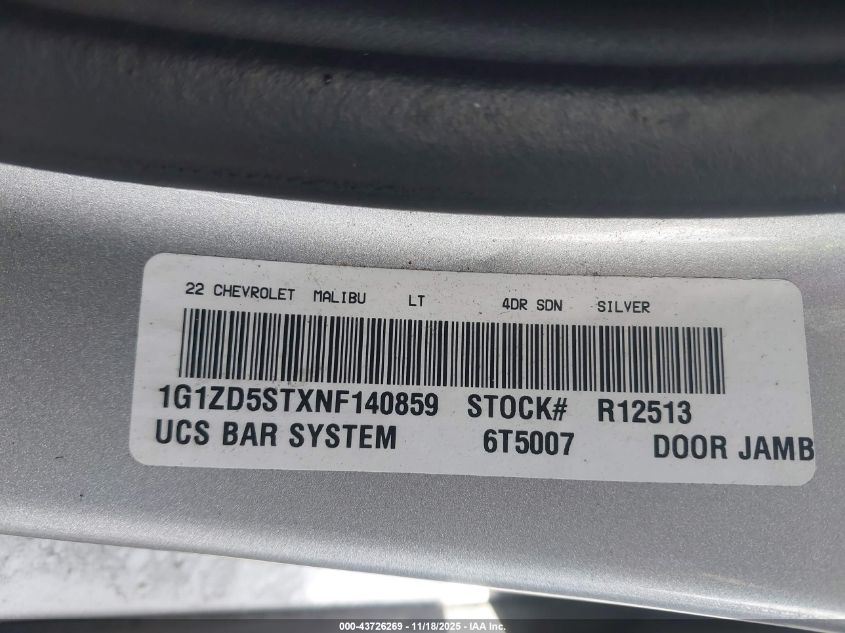 22 CHEVROLET MALIBU LT 4DR SDN SILVER
1G1ZD5STXNF140859 STOCK# R12513
UCS BAR SYSTEM 6T5007 DOOR JAMB
000-43726269 - 11/18/2025 - IAA Inc.